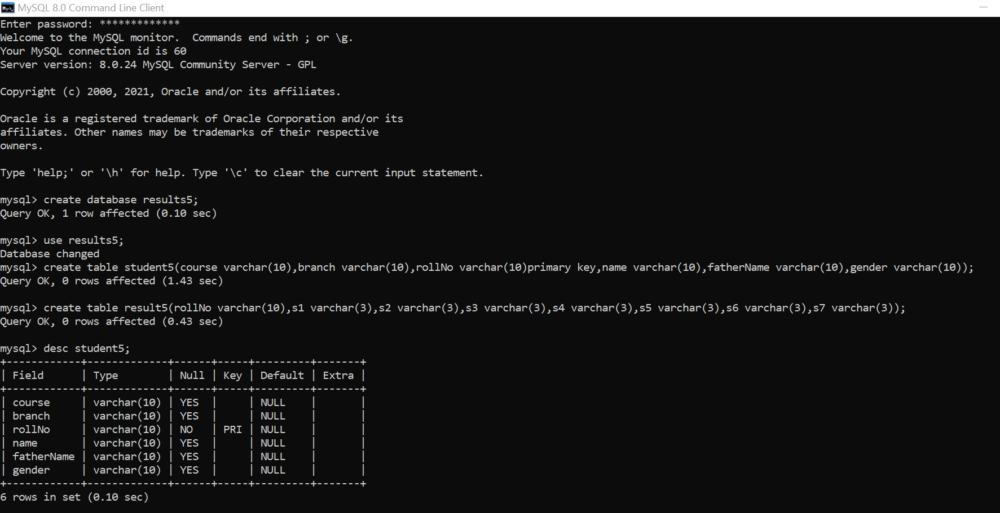 MySQL 8.0 Command Line Client
Enter password: *************
Welcome to the MySQL monitor.  Commands end with ; or \g.
Your MySQL connection id is 60
Server version: 8.0.24 MySQL Community Server - GPL

Copyright (c) 2000, 2021, Oracle and/or its affiliates.

Oracle is a registered trademark of Oracle Corporation and/or its
affiliates. Other names may be trademarks of their respective
owners.

Type 'help;' or '\h' for help. Type '\c' to clear the current input statement.

mysql> create database results5;
Query OK, 1 row affected (0.10 sec)

mysql> use results5;
Database changed
mysql> create table student5(course varchar(10),branch varchar(10),rollNo varchar(10)primary key,name varchar(10),fatherName varchar(10),gender varchar(10));
Query OK, 0 rows affected (1.43 sec)

mysql> create table result5(rollNo varchar(10),s1 varchar(3),s2 varchar(3),s3 varchar(3),s4 varchar(3),s5 varchar(3),s6 varchar(3),s7 varchar(3));
Query OK, 0 rows affected (0.43 sec)

mysql> desc student5;
+------------+-------------+------+-----+---------+-------+
| Field      | Type        | Null | Key | Default | Extra |
+------------+-------------+------+-----+---------+-------+
| course     | varchar(10) | YES  |     | NULL    |       |
| branch     | varchar(10) | YES  |     | NULL    |       |
| rollNo     | varchar(10) | NO   | PRI | NULL    |       |
| name       | varchar(10) | YES  |     | NULL    |       |
| fatherName | varchar(10) | YES  |     | NULL    |       |
| gender     | varchar(10) | YES  |     | NULL    |       |
+------------+-------------+------+-----+---------+-------+
6 rows in set (0.10 sec)